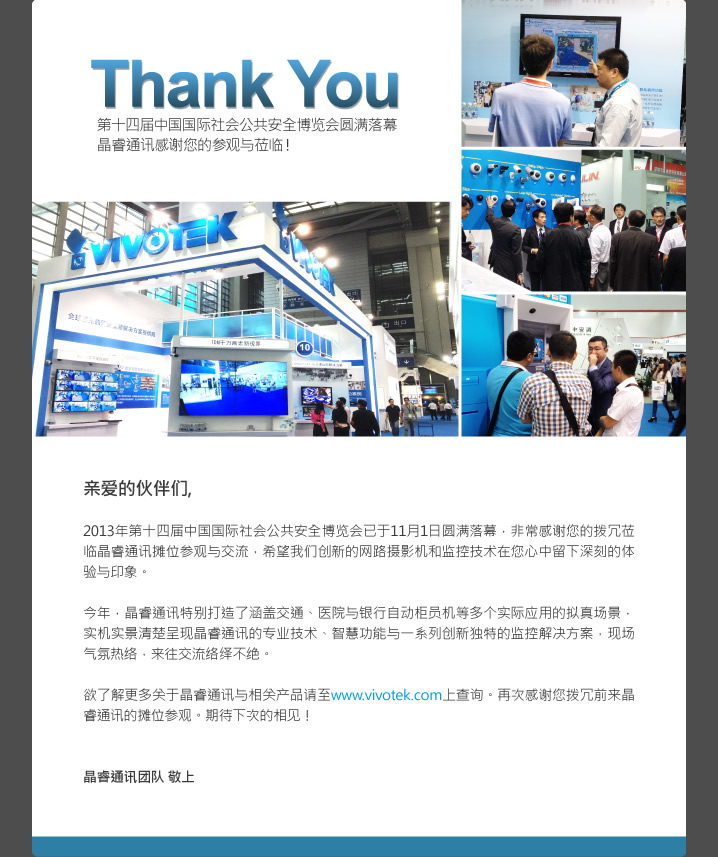 Thank You
第十四届中国国际社会公共安全博览会圆满落幕
晶睿通讯感谢您的参观与莅临!
VIVOTEK
10
出口
亲爱的伙伴们,
2013年第十四届中国国际社会公共安全博览会已于11月1日圆满落幕，非常感谢您的拨冗莅
临晶睿通讯摊位参观与交流，希望我们创新的网路摄影机和监控技术在您心中留下深刻的体
验与印象。
今年，晶睿通讯特别打造了涵盖交通、医院与银行自动柜员机等多个实际应用的拟真场景，
实机实景清楚呈现晶睿通讯的专业技术、智慧功能与一系列创新独特的监控解决方案，现场
气氛热络，来往交流络绎不绝。
欲了解更多关于晶睿通讯与相关产品请至www.vivotek.com上查询。再次感谢您拨冗前来晶
睿通讯的摊位参观。期待下次的相见！
晶睿通讯团队 敬上